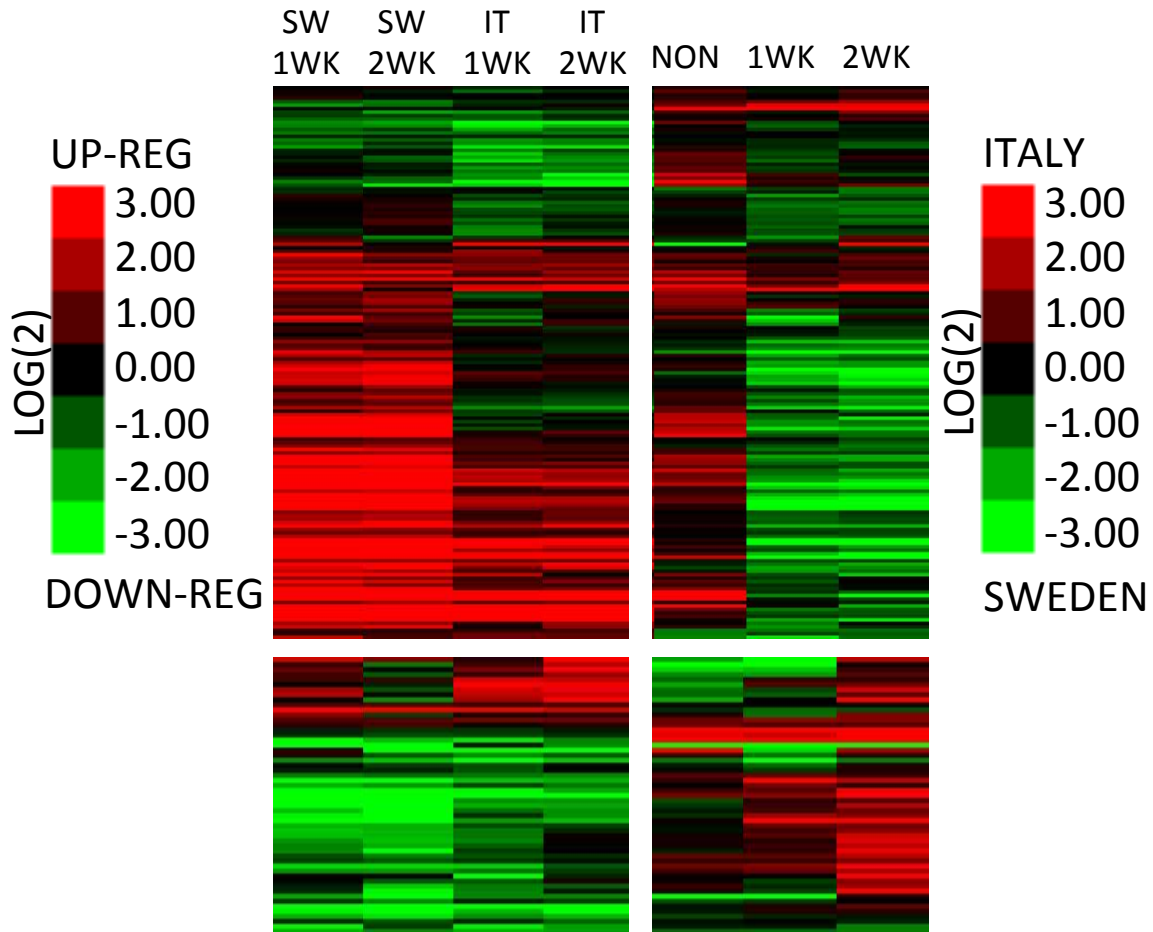 SW SW IT IT
1WK 2WK 1WK 2WK NON 1WK 2WK
UP-REG
3.00
2.00
1.00
0.00
-1.00
-2.00
-3.00
LOG(2)
DOWN-REG
ITALY
3.00
2.00
1.00
0.00
-1.00
-2.00
-3.00
LOG(2)
SWEDEN